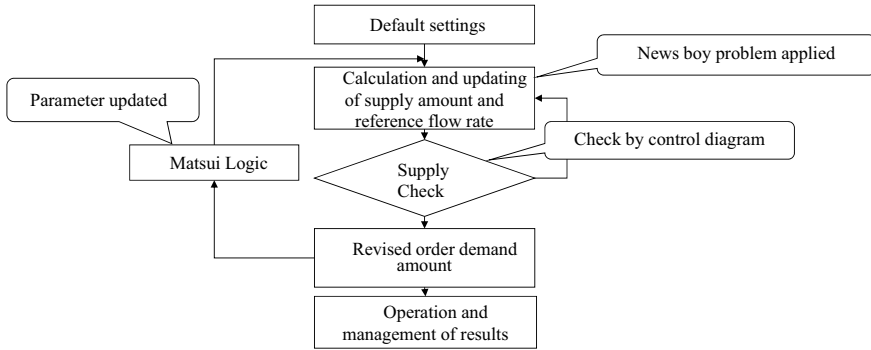 Default settings
News boy problem applied
Calculation and updating
of supply amount and
reference flow rate
Parameter updated
Check by control diagram
Matsui Logic
Supply
Check
Revised order demand
amount
Operation and
management of results